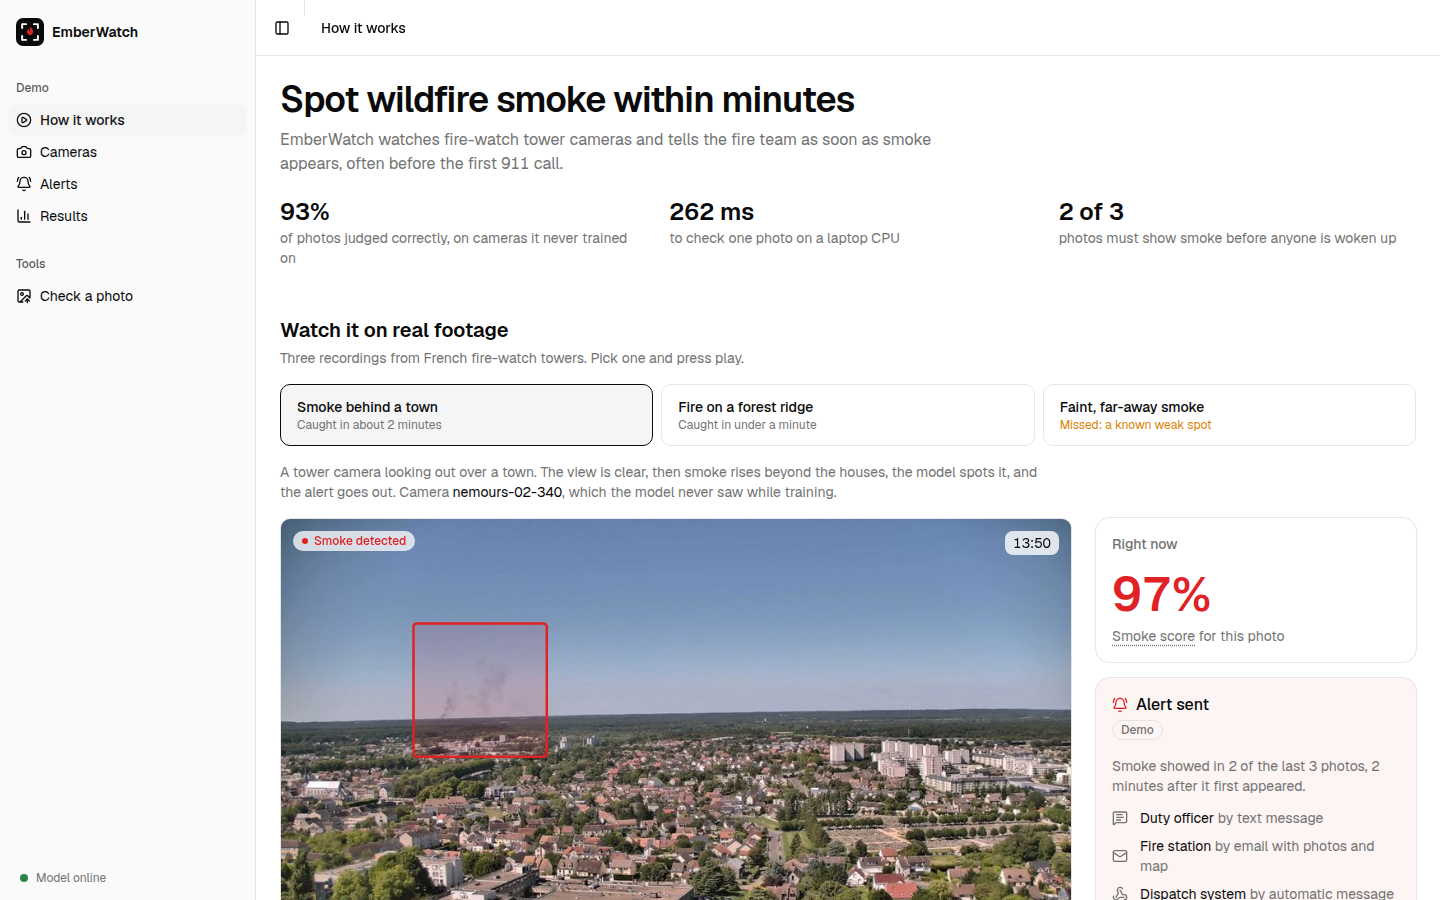 EmberWatch
Demo
How it works
Cameras
Alerts
Results
Tools
Check a photo
Model online
How it works
Spot wildfire smoke within minutes
EmberWatch watches fire-watch tower cameras and tells the fire team as soon as smoke
appears, often before the first 911 call.
93%
of photos judged correctly, on cameras it never trained
on
262 ms
to check one photo on a laptop CPU
2 of 3
photos must show smoke before anyone is woken up
Watch it on real footage
Three recordings from French fire-watch towers. Pick one and press play.
Smoke behind a town
Caught in about 2 minutes
Fire on a forest ridge
Caught in under a minute
Faint, far-away smoke
Missed: a known weak spot
A tower camera looking out over a town. The view is clear, then smoke rises beyond the houses, the model spots it, and
the alert goes out. Camera nemours-02-340, which the model never saw while training.
Smoke detected
13:50
Right now
97%
Smoke score for this photo
Alert sent
Demo
Smoke showed in 2 of the last 3 photos, 2
minutes after it first appeared.
Duty officer by text message
Fire station by email with photos and
map
Dispatch system by automatic message